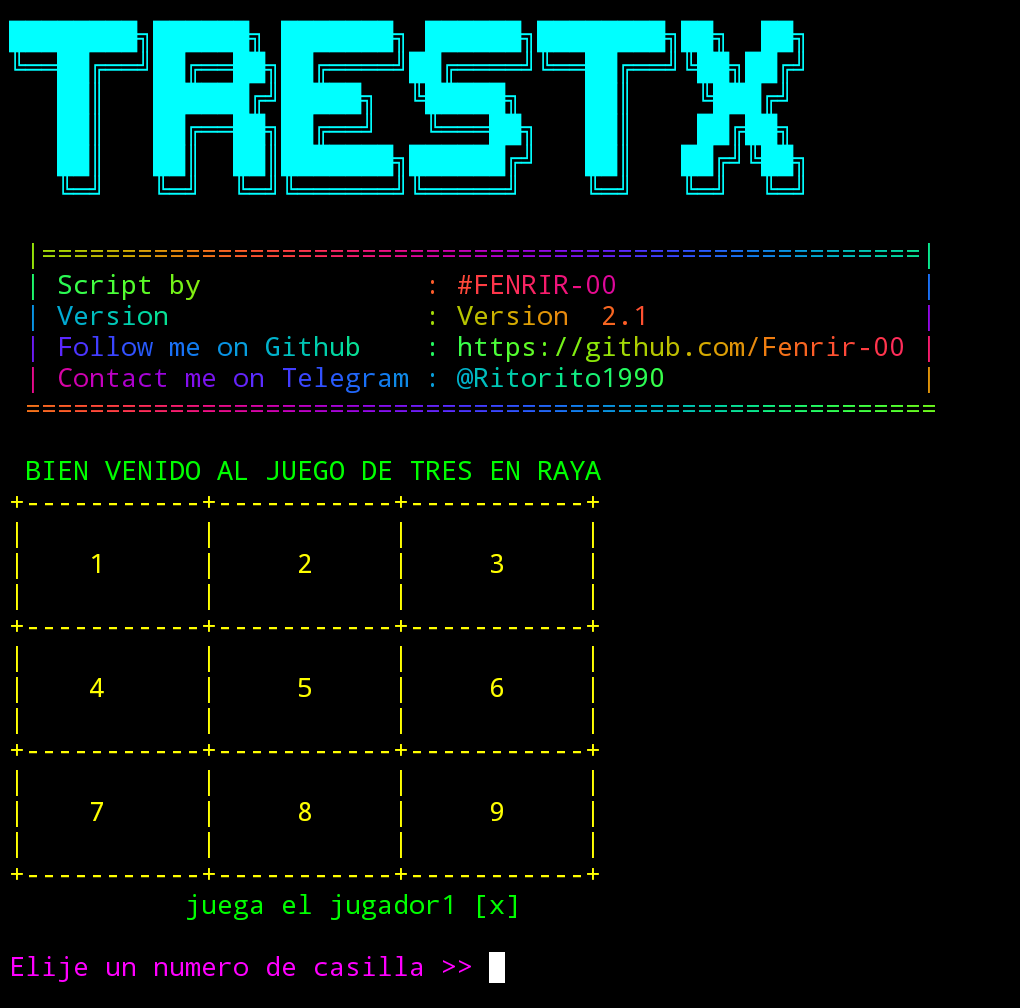 TRESTX
|=======================================================|
| Script by : #FENRIR-00 |
| Version : Version 2.1 |
| Follow me on Github : https://github.com/Fenrir-00 |
| Contact me on Telegram : @Ritorito1990 |
=========================================================
BIEN VENIDO AL JUEGO DE TRES EN RAYA
+-----------+-----------+-----------+
| | | |
| 1 | 2 | 3 |
| | | |
+-----------+-----------+-----------+
| | | |
| 4 | 5 | 6 |
| | | |
+-----------+-----------+-----------+
| | | |
| 7 | 8 | 9 |
| | | |
+-----------+-----------+-----------+
juega el jugador1 [x]
Elije un numero de casilla >>